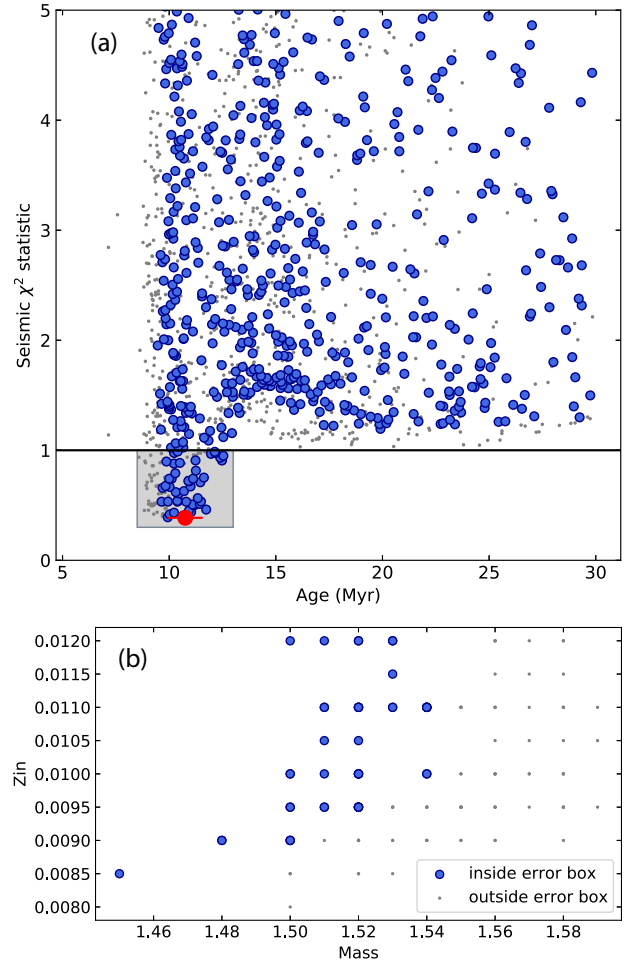 (a)
Seismic χ² statistic
5
4
3
2
1
0
5 10 15 20 25 30
Age (Myr)
(b)
Zin
0.0120
0.0115
0.0110
0.0105
0.0100
0.0095
0.0090
0.0085
0.0080
inside error box
outside error box
1.46 1.48 1.50 1.52 1.54 1.56 1.58
Mass